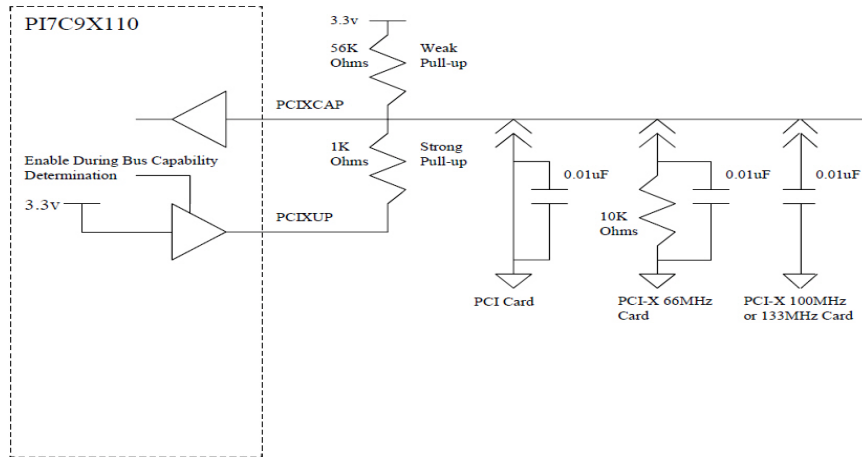 PI7C9X110
3.3v
56K
Ohms
Weak
Pull-up
PCIXCAP
1K
Ohms
Strong
Pull-up
Enable During Bus Capability
Determination
3.3v
PCIXUP
0.01uF
0.01uF
0.01uF
10K
Ohms
PCI Card
PCI-X 66MHz
Card
PCI-X 100MHz
or 133MHz Card